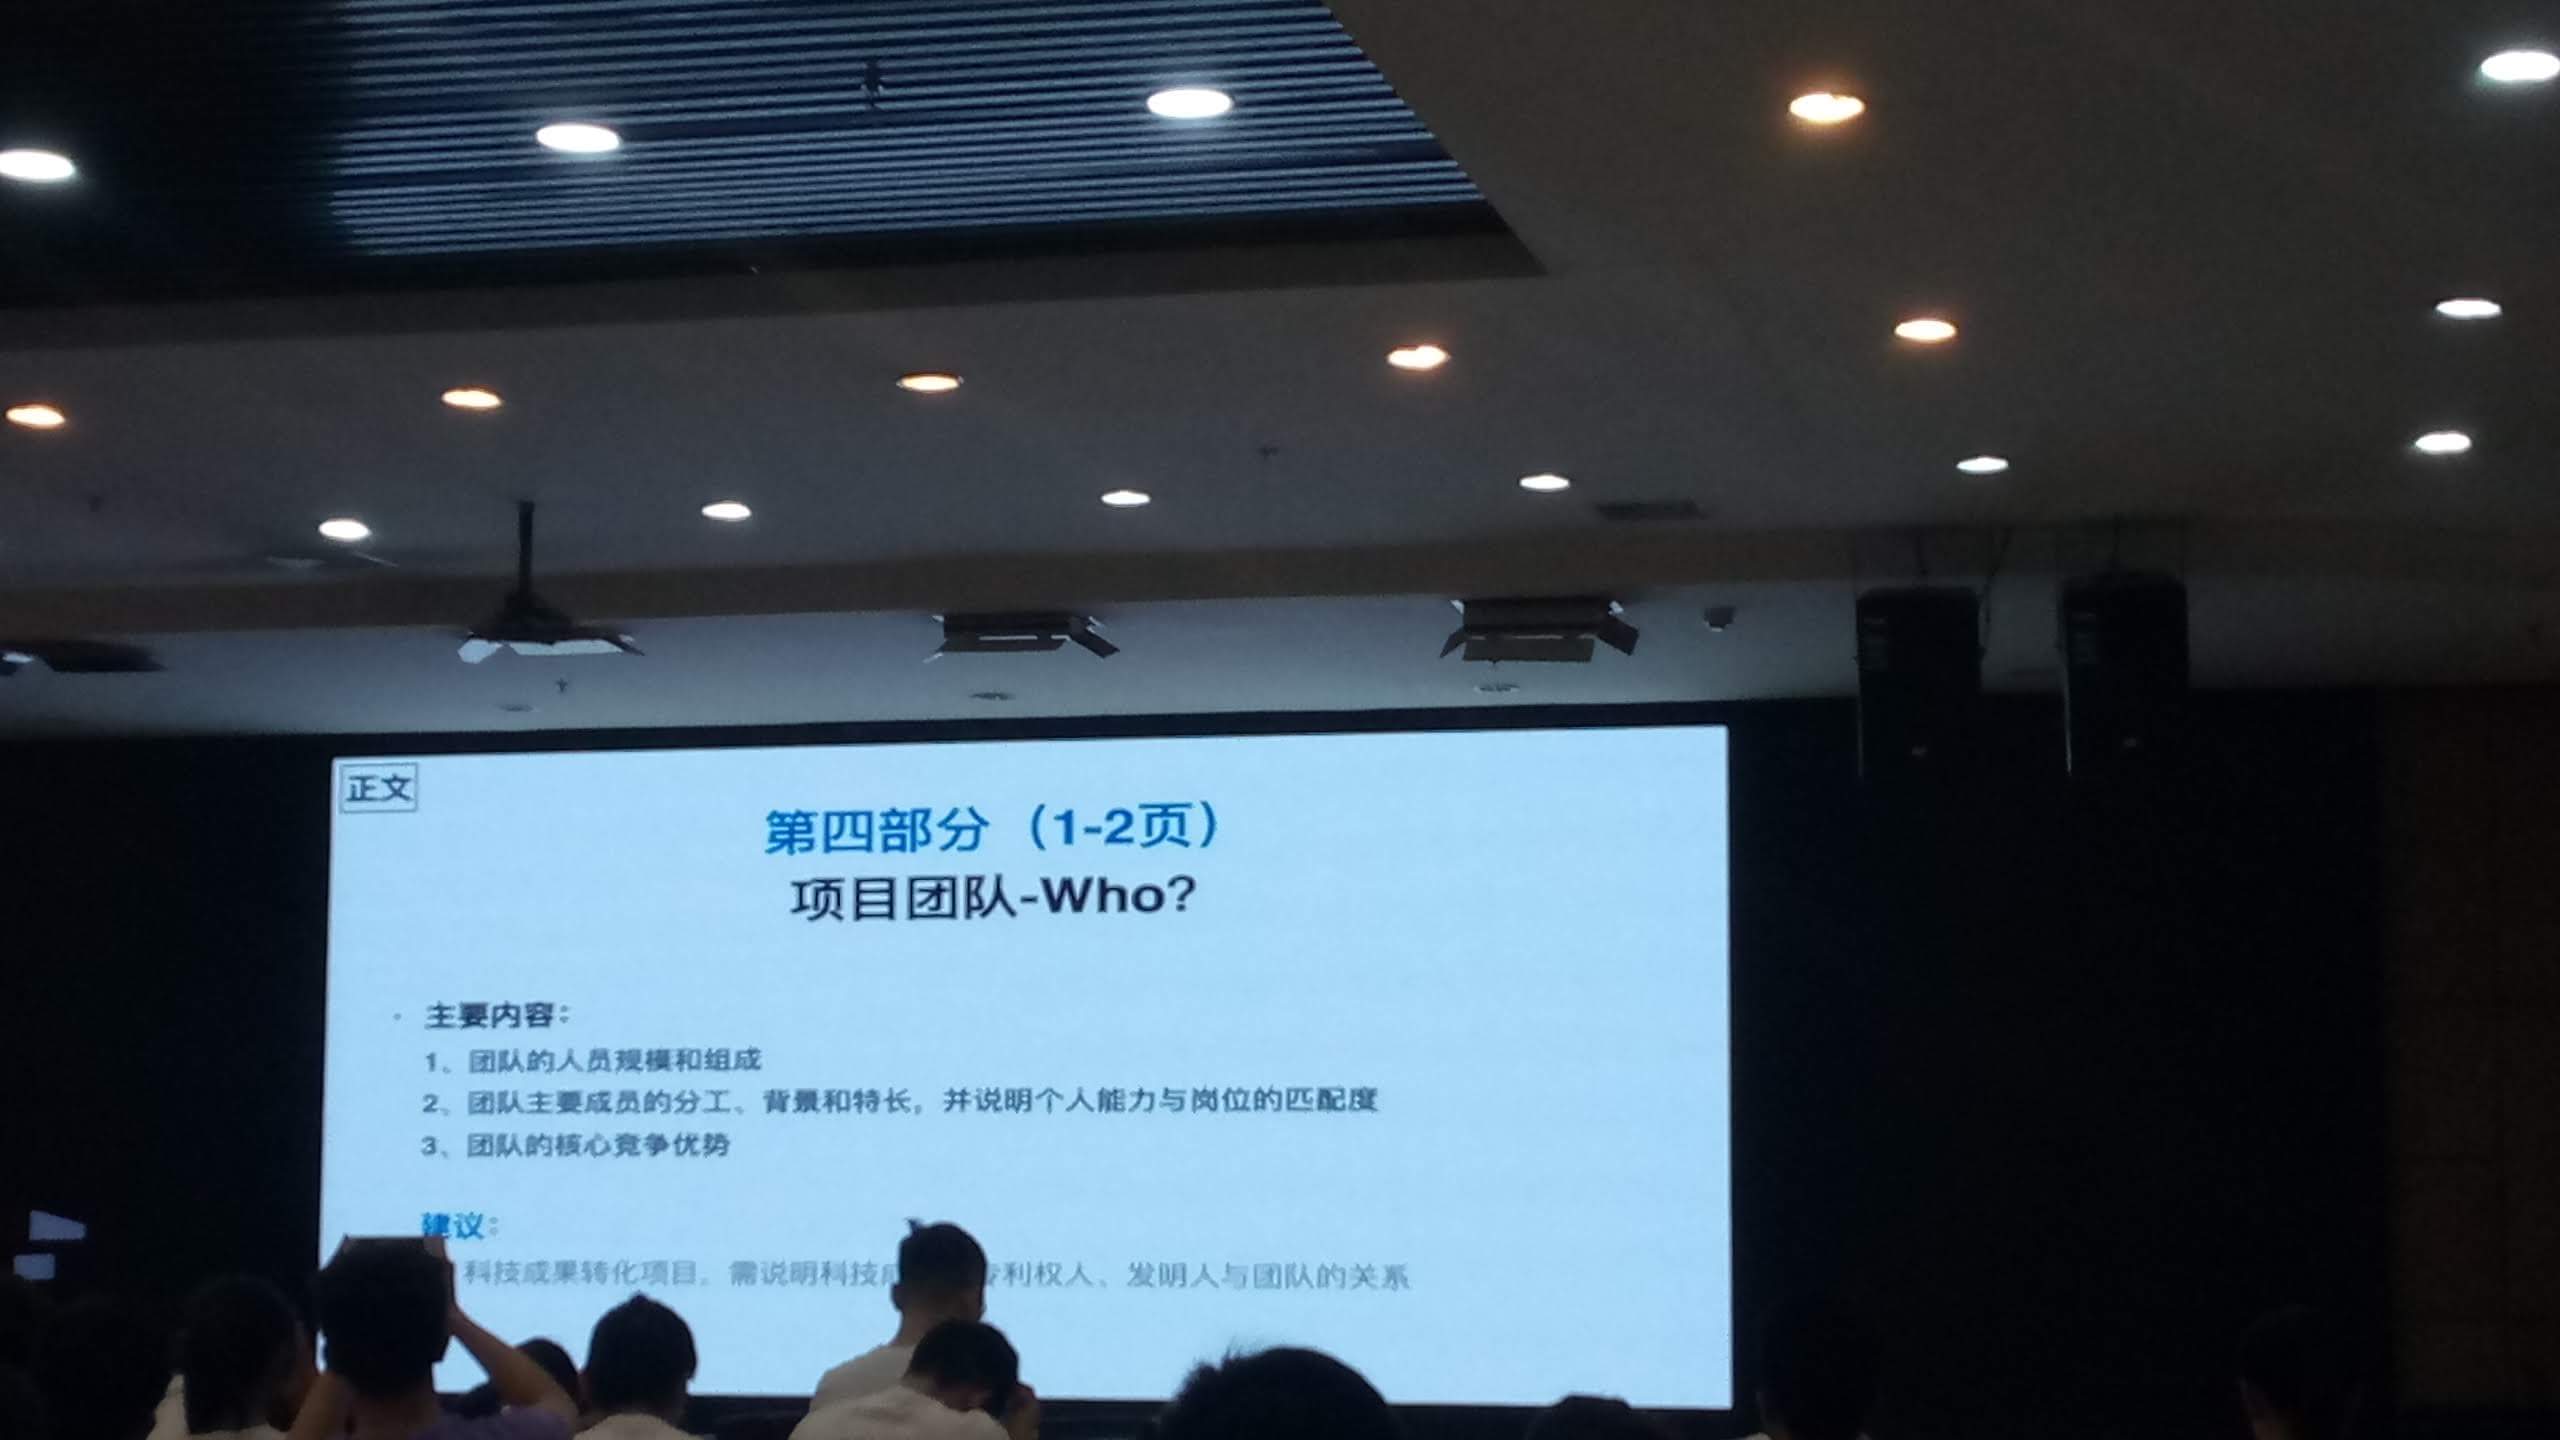 正文
第四部分（1-2页）
项目团队-Who？
· 主要内容：
1、团队的人员规模和组成
2、团队主要成员的分工、背景和特长，并说明个人能力与岗位的匹配度
3、团队的核心竞争优势
建议：
科技成果转化项目，需说明科技 利权人、发明人与团队的关系